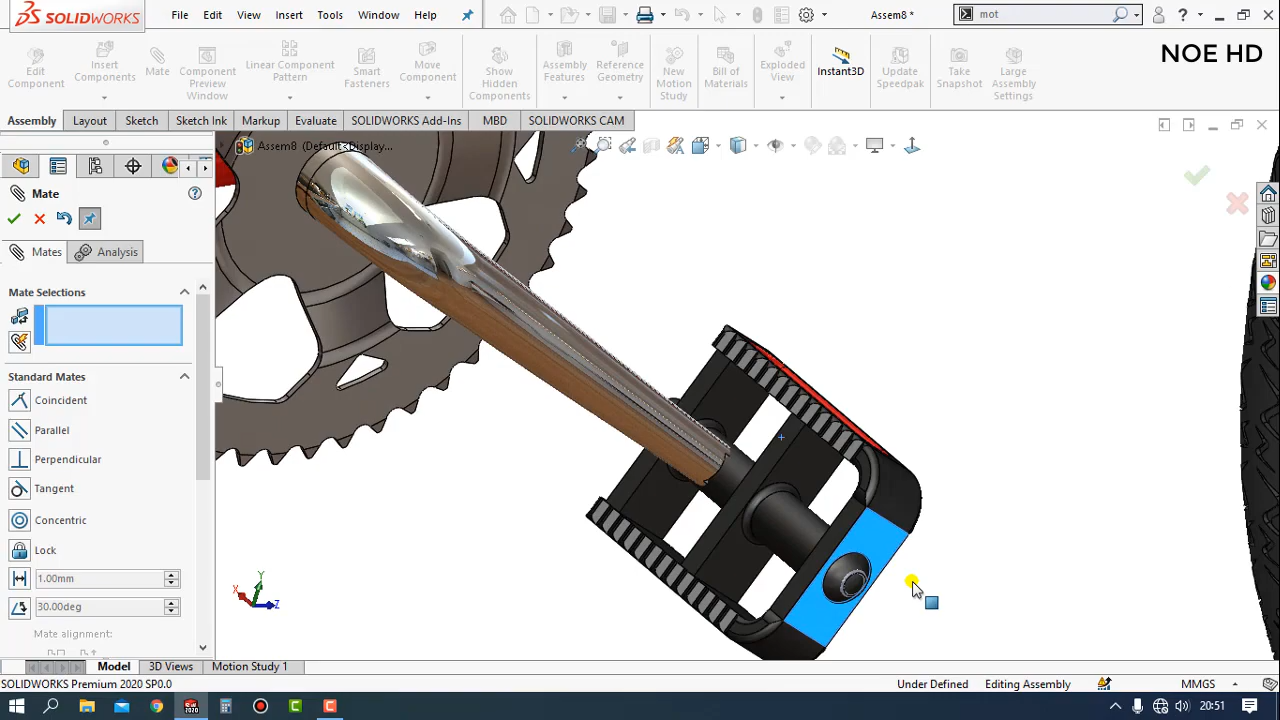 SOLIDWORKS
File Edit View Insert Tools Window Help
Assem8 *
mot
?
NOE HD
Edit Component
Insert Components
Mate
Component Preview Window
Linear Component Pattern
Smart Fasteners
Move Component
Show Hidden Components
Assembly Features
Reference Geometry
New Motion Study
Bill of Materials
Exploded View
Instant3D
Update Speedpak
Take Snapshot
Large Assembly Settings
Assembly Layout Sketch Sketch Ink Markup Evaluate SOLIDWORKS Add-Ins MBD SOLIDWORKS CAM
Assem8 (Default<Display...
Mate
Mates Analysis
Mate Selections
Standard Mates
Coincident
Parallel
Perpendicular
Tangent
Concentric
Lock
1.00mm
30.00deg
Mate alignment:
Y
X
Z
Model 3D Views Motion Study 1
SOLIDWORKS Premium 2020 SP0.0
Under Defined Editing Assembly MMGS
20:51